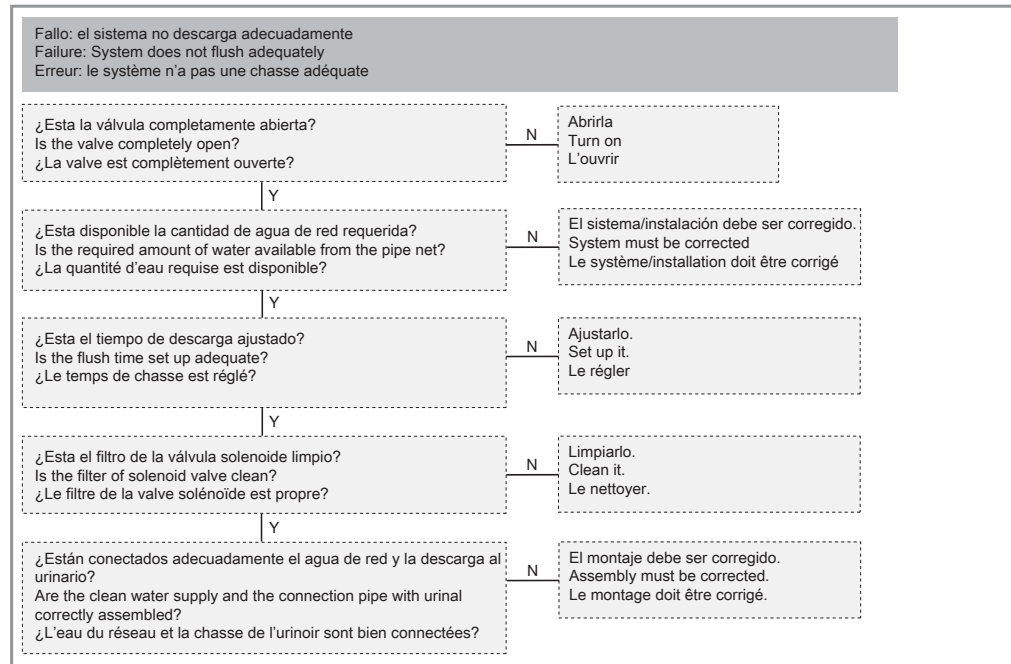 Fallo: el sistema no descarga adecuadamente
Failure: System does not flush adequately
Erreur: le système n'a pas une chasse adéquate
¿Esta la válvula completamente abierta?
Is the valve completely open?
¿La valve est complètement ouverte?
N
Abrirla
Turn on
L'ouvrir
Y
¿Esta disponible la cantidad de agua de red requerida?
Is the required amount of water available from the pipe net?
¿La quantité d'eau requise est disponible?
N
El sistema/instalación debe ser corregido.
System must be corrected
Le système/installation doit être corrigé
Y
¿Esta el tiempo de descarga ajustado?
Is the flush time set up adequate?
¿Le temps de chasse est réglé?
N
Ajustarlo.
Set up it.
Le régler
Y
¿Esta el filtro de la válvula solenoide limpio?
Is the filter of solenoid valve clean?
¿Le filtre de la valve solénoïde est propre?
N
Limpiarlo.
Clean it.
Le nettoyer.
Y
¿Están conectados adecuadamente el agua de red y la descarga al
urinario?
Are the clean water supply and the connection pipe with urinal
correctly assembled?
¿L'eau du réseau et la chasse de l'urinoir sont bien connectées?
N
El montaje debe ser corregido.
Assembly must be corrected.
Le montage doit être corrigé.